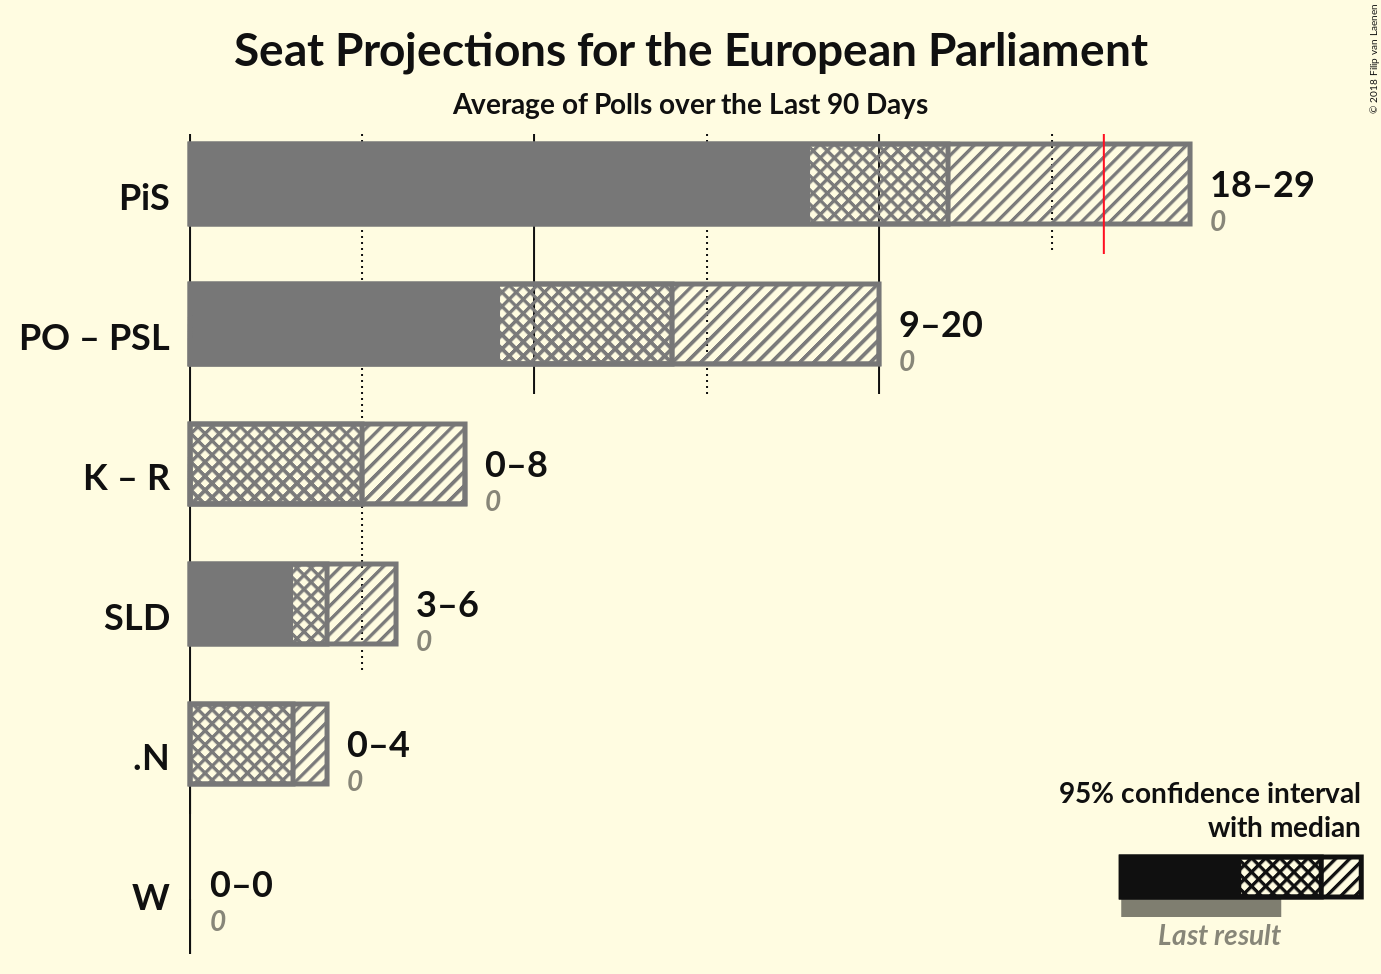 Seat Projections for the European Parliament
Average of Polls over the Last 90 Days
© 2018 Filip van Laenen
PiS
18–29
0
PO – PSL
9–20
0
K – R
0–8
0
SLD
3–6
0
.N
0–4
0
W
0–0
0
95% confidence interval
with median
Last result